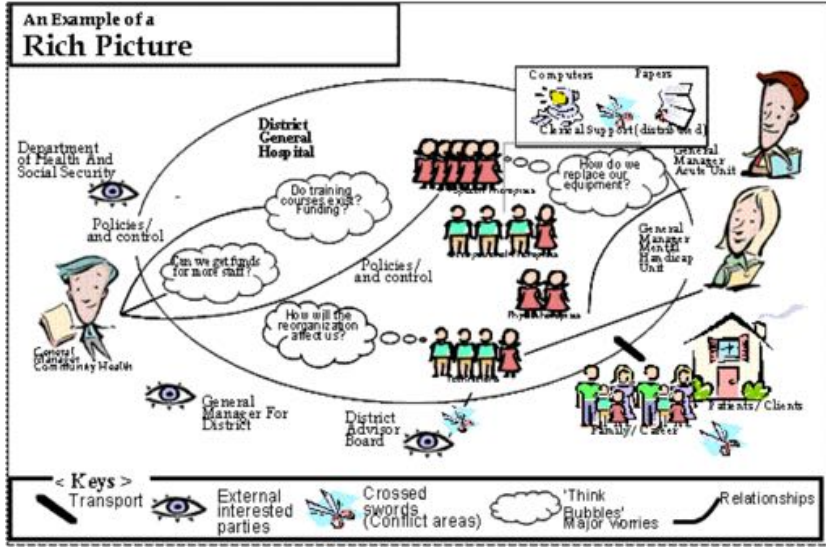 An Example of a
Rich Picture
Computers
Papers
Clerical Support (distributed)
General
Manager
Acute Unit
District
General
Hospital
Department
of Health And
Social Security
Do training
courses exist?
Funding?
How do we
replace our
equipment?
Policies/
and control
General
Manager
Mental
Handicap
Unit
Can we get funds
for more staff?
Policies/
and control
How will the
reorganization
affect us?
General
Manager
Community Health
General
Manager For
District
District
Advisor
Board
Patients/ Clients
Family/ Career
< Keys >
Transport
External
interested
parties
Crossed
swords
(Conflict areas)
'Think
Bubbles'
Major worries
Relationships